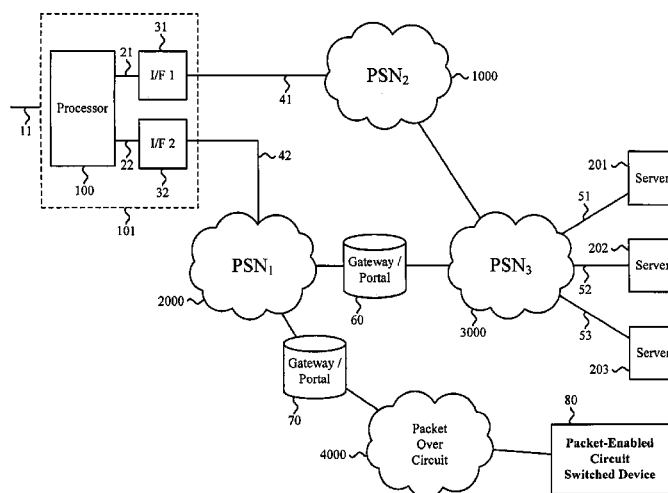 31
21
I/F 1
Processor
11
41
PSN2
1000
I/F 2
22
32
42
100
101
201
Server
51
PSN1
2000
Gateway /
Portal
60
PSN3
3000
202
Server
52
53
203
Server
Gateway /
Portal
70
Packet
Over
Circuit
4000
80
Packet-Enabled
Circuit
Switched Device